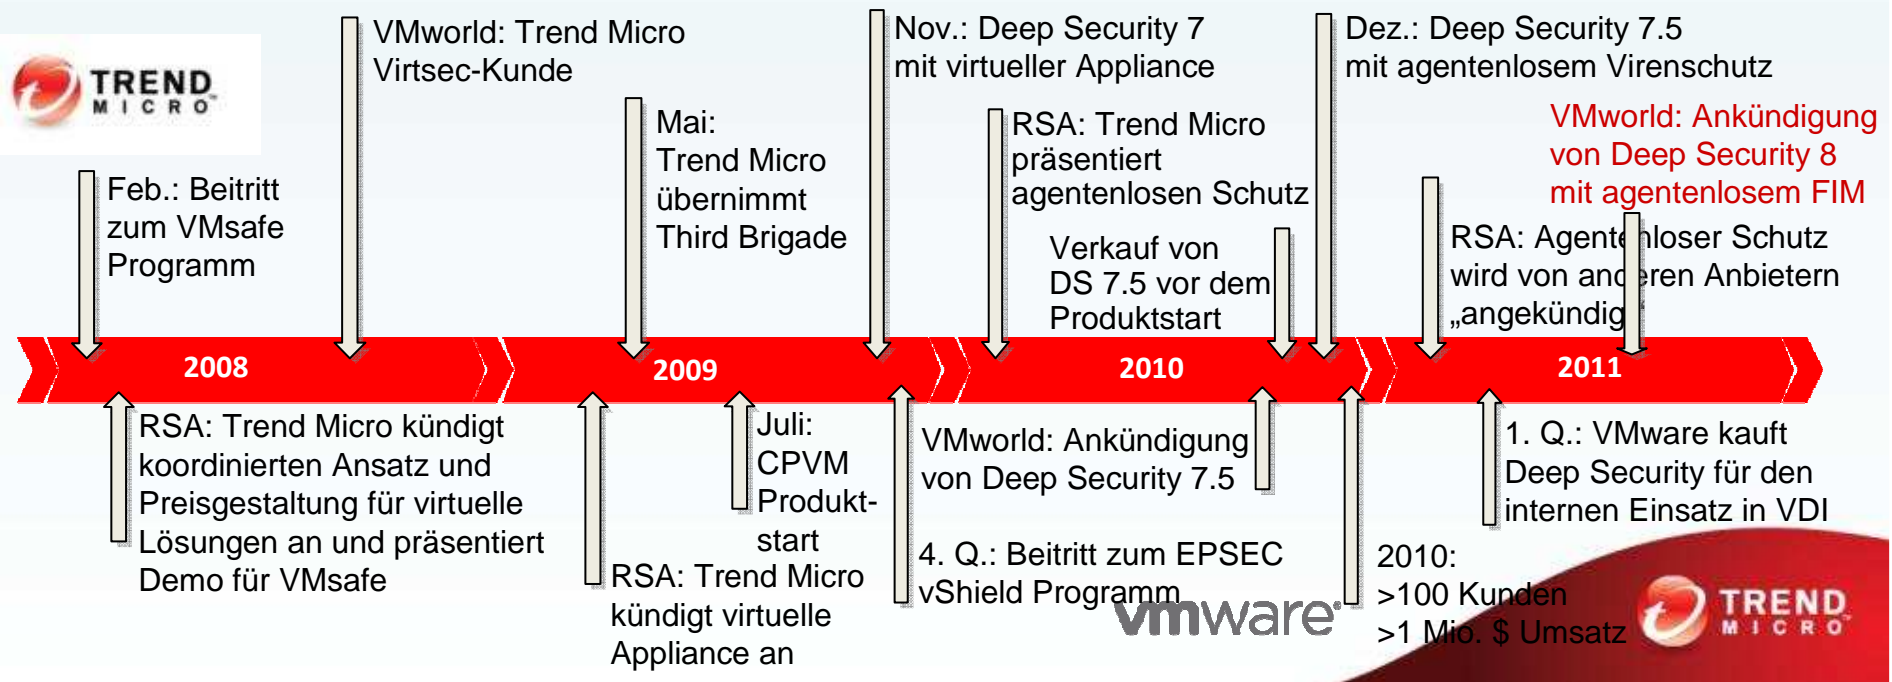 TREND
MICRO
VMworld: Trend Micro
Virtsec-Kunde
Nov.: Deep Security 7
mit virtueller Appliance
Dez.: Deep Security 7.5
mit agentenlosem Virenschutz
Feb.: Beitritt
zum VMsafe
Programm
Mai:
Trend Micro
übernimmt
Third Brigade
RSA: Trend Micro
präsentiert
agentenlosen Schutz
Verkauf von
DS 7.5 vor dem
Produktstart
VMworld: Ankündigung
von Deep Security 8
mit agentenlosem FIM
RSA: Agentenloser Schutz
wird von anderen Anbietern
„angekündigt“
2008
2009
2010
2011
RSA: Trend Micro kündigt
koordinierten Ansatz und
Preisgestaltung für virtuelle
Lösungen an und präsentiert
Demo für VMsafe
RSA: Trend Micro
kündigt virtuelle
Appliance an
Juli:
CPVM
Produkt-
start
VMworld: Ankündigung
von Deep Security 7.5
4. Q.: Beitritt zum EPSEC
vShield Programm
vmware
2010:
>100 Kunden
>1 Mio. $ Umsatz
1. Q.: VMware kauft
Deep Security für den
internen Einsatz in VDI
TREND
MICRO